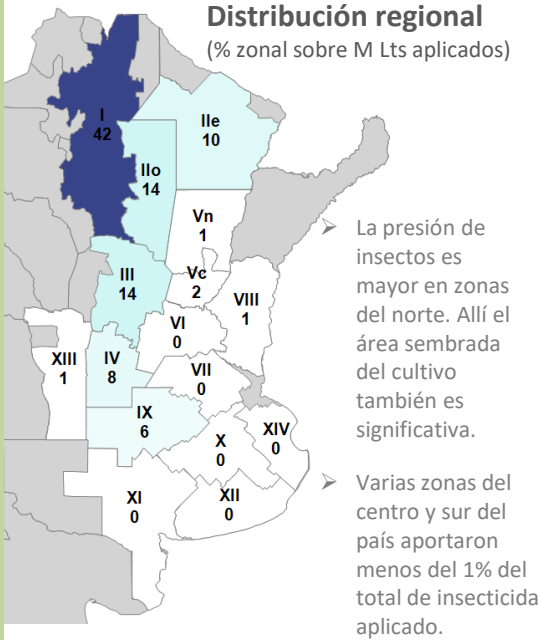 Distribución regional
(% zonal sobre M Lts aplicados)
I
42
IIe
10
IIo
14
Vn
1
III
14
Vc
2
VIII
1
VI
0
XIII
1
IV
8
VII
0
IX
6
X
0
XIV
0
XI
0
XII
0
➢ La presión de
insectos es
mayor en zonas
del norte. Allí el
área sembrada
del cultivo
también es
significativa.
➢ Varias zonas del
centro y sur del
país aportaron
menos del 1% del
total de insecticida
aplicado.